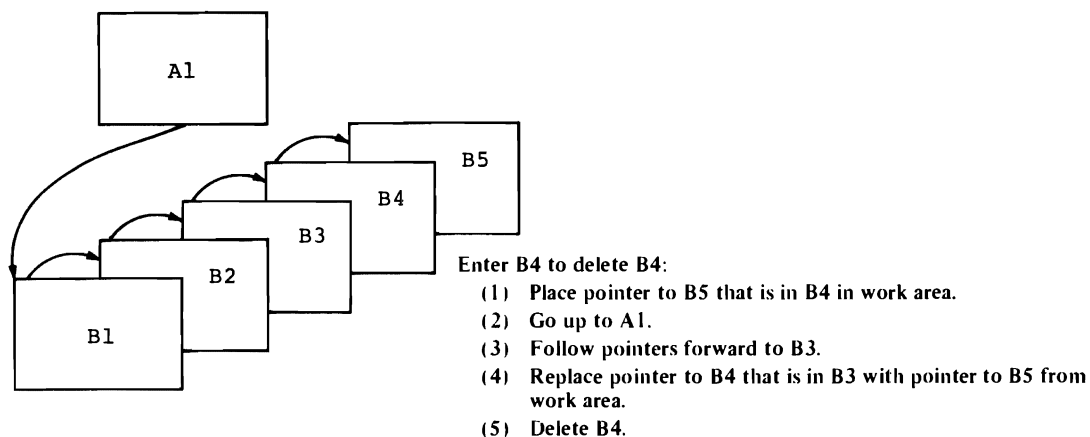 A1
B5
B4
B3
B2
B1
Enter B4 to delete B4:
(1) Place pointer to B5 that is in B4 in work area.
(2) Go up to A1.
(3) Follow pointers forward to B3.
(4) Replace pointer to B4 that is in B3 with pointer to B5 from
work area.
(5) Delete B4.